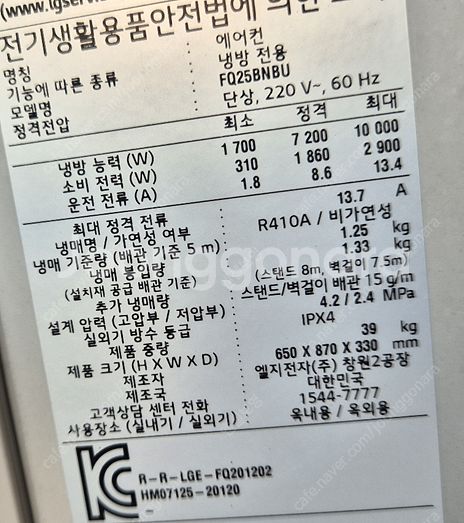 (www.lgserv
전기생활용품안전법에 의한
명칭 : 에어컨
기능에 따른 종류 : 냉방 전용
모델명 : FQ25BNBU
정격전압 : 단상, 220 V~, 60 Hz
최소 정격 최대
냉방 능력 (W) 1 700 7 200 10 000
소비 전력 (W) 310 1 860 2 900
운전 전류 (A) 1.8 8.6 13.4
최대 정격 전류 : 13.7 A
냉매명 / 가연성 여부 : R410A / 비가연성
냉매 기준량 (배관 기준 5 m) : 1.25 kg
냉매 봉입량 : 1.33 kg
(설치재 공급 배관 기준) (스탠드 8m, 벽걸이 7.5m)
추가 냉매량 : 스탠드/벽걸이 배관 15 g/m
설계 압력 (고압부 / 저압부) : 4.2 / 2.4 MPa
실외기 방수 등급 : IPX4
제품 중량 : 39 kg
제품 크기 (H X W X D) : 650 X 870 X 330 mm
제조자 : 엘지전자(주) 창원2공장
제조국 : 대한민국
고객상담 센터 전화 : 1544-7777
사용장소 (실내기 / 실외기) : 옥내용 / 옥외용
R-R-LGE-FQ201202
HM07125-20120